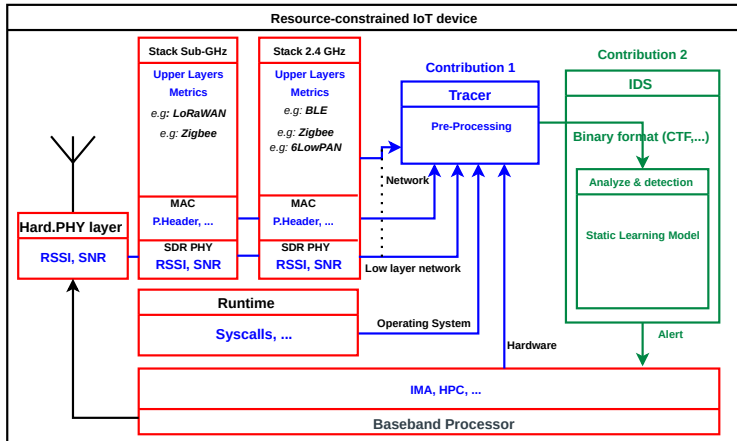 Resource-constrained IoT device
Stack Sub-GHz
Upper Layers
Metrics
e.g: LoRaWAN
e.g: Zigbee
MAC
P.Header, ...
SDR PHY
RSSI, SNR
Stack 2.4 GHz
Upper Layers
Metrics
e.g: BLE
e.g: Zigbee
e.g: 6LowPAN
MAC
P.Header, ...
SDR PHY
RSSI, SNR
Hard.PHY layer
RSSI, SNR
Contribution 1
Tracer
Pre-Processing
Network
Low layer network
Operating System
Hardware
Contribution 2
IDS
Binary format (CTF,...)
Analyze & detection
Static Learning Model
Alert
Runtime
Syscalls, ...
IMA, HPC, ...
Baseband Processor